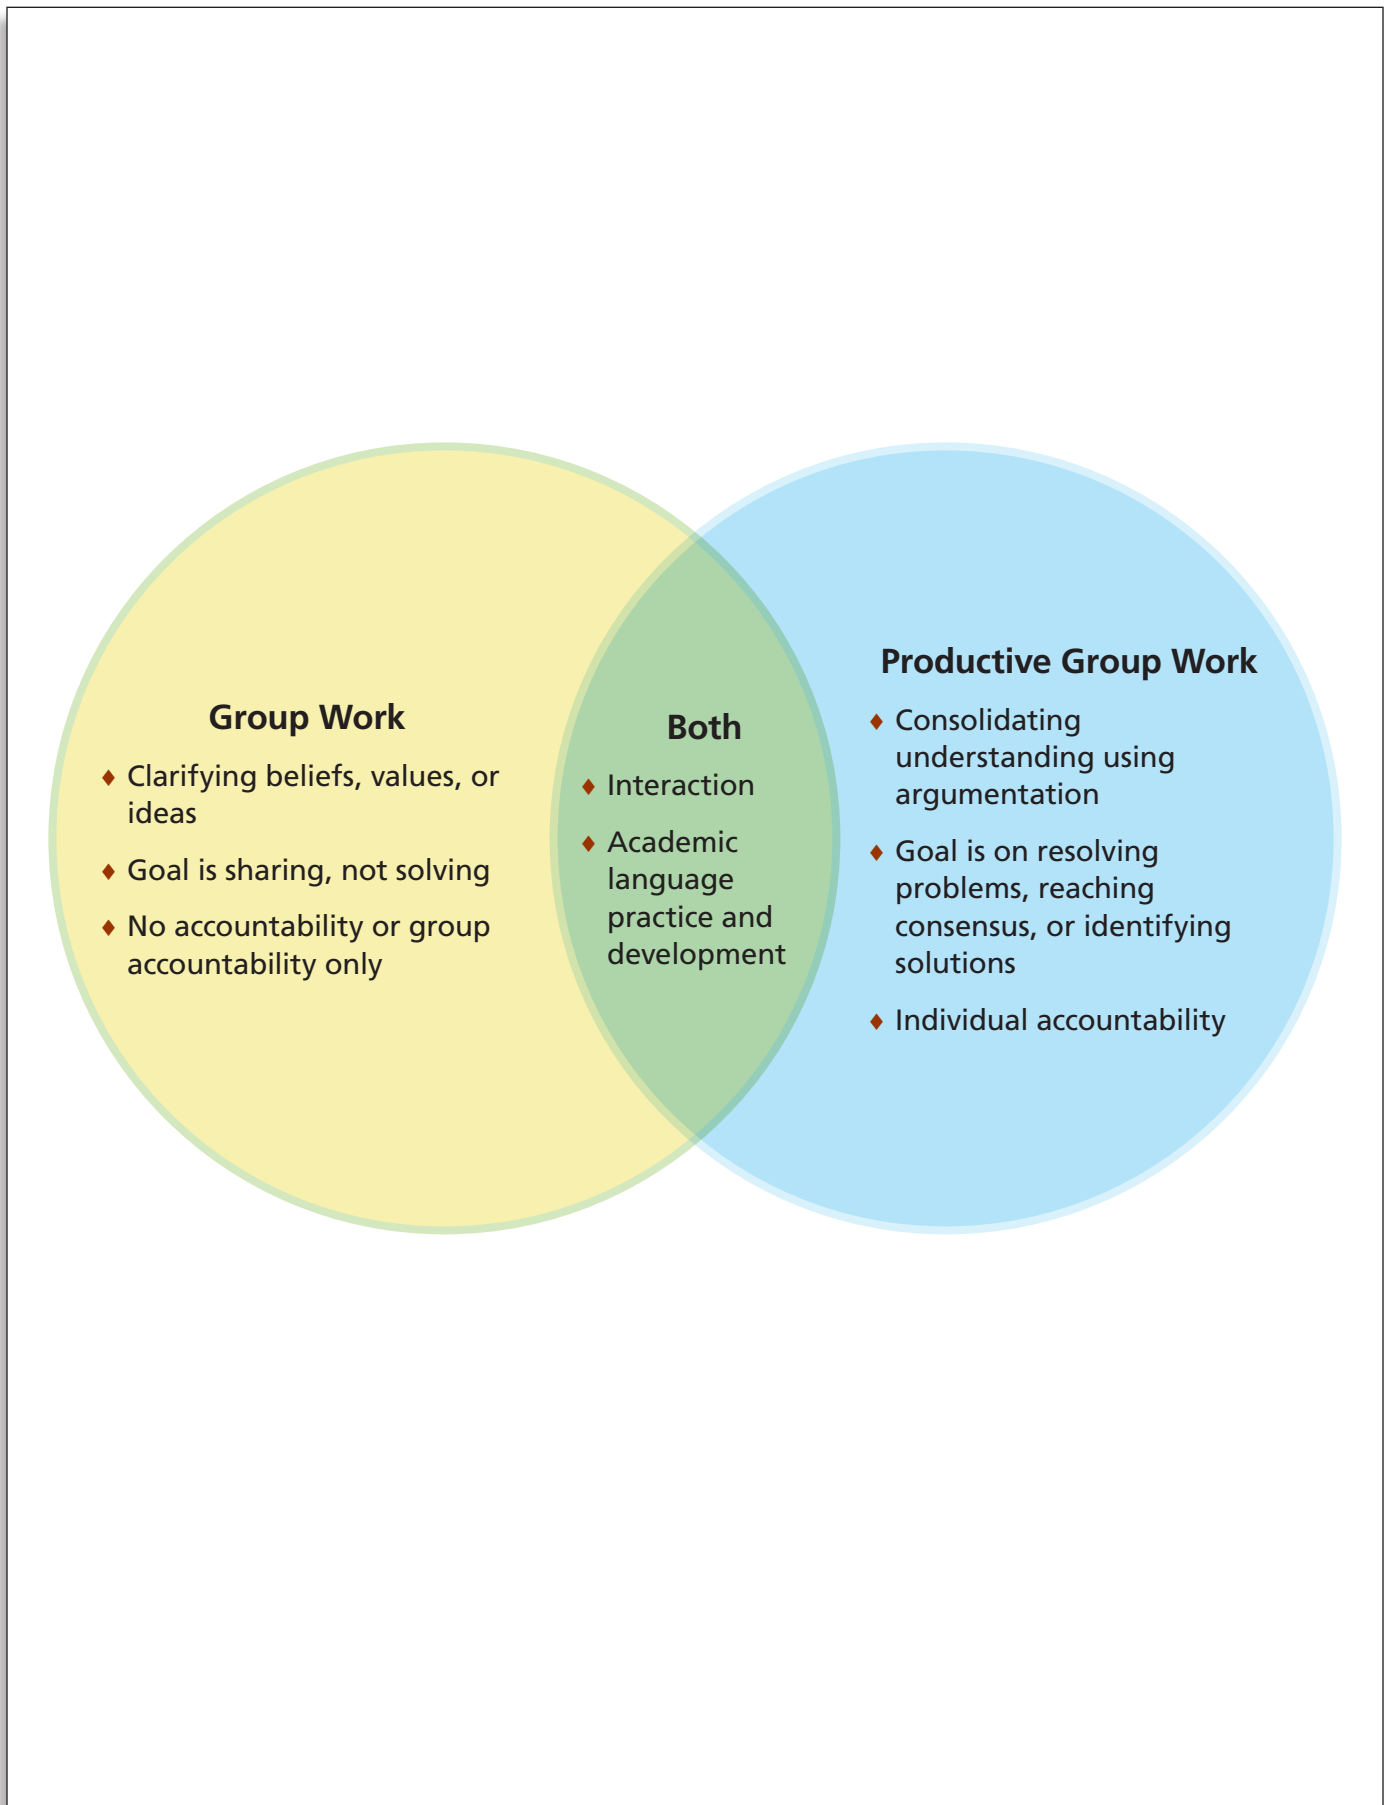 Group Work
♦ Clarifying beliefs, values, or
ideas
♦ Goal is sharing, not solving
♦ No accountability or group
accountability only
Both
♦ Interaction
♦ Academic
language
practice and
development
Productive Group Work
♦ Consolidating
understanding using
argumentation
♦ Goal is on resolving
problems, reaching
consensus, or identifying
solutions
♦ Individual accountability